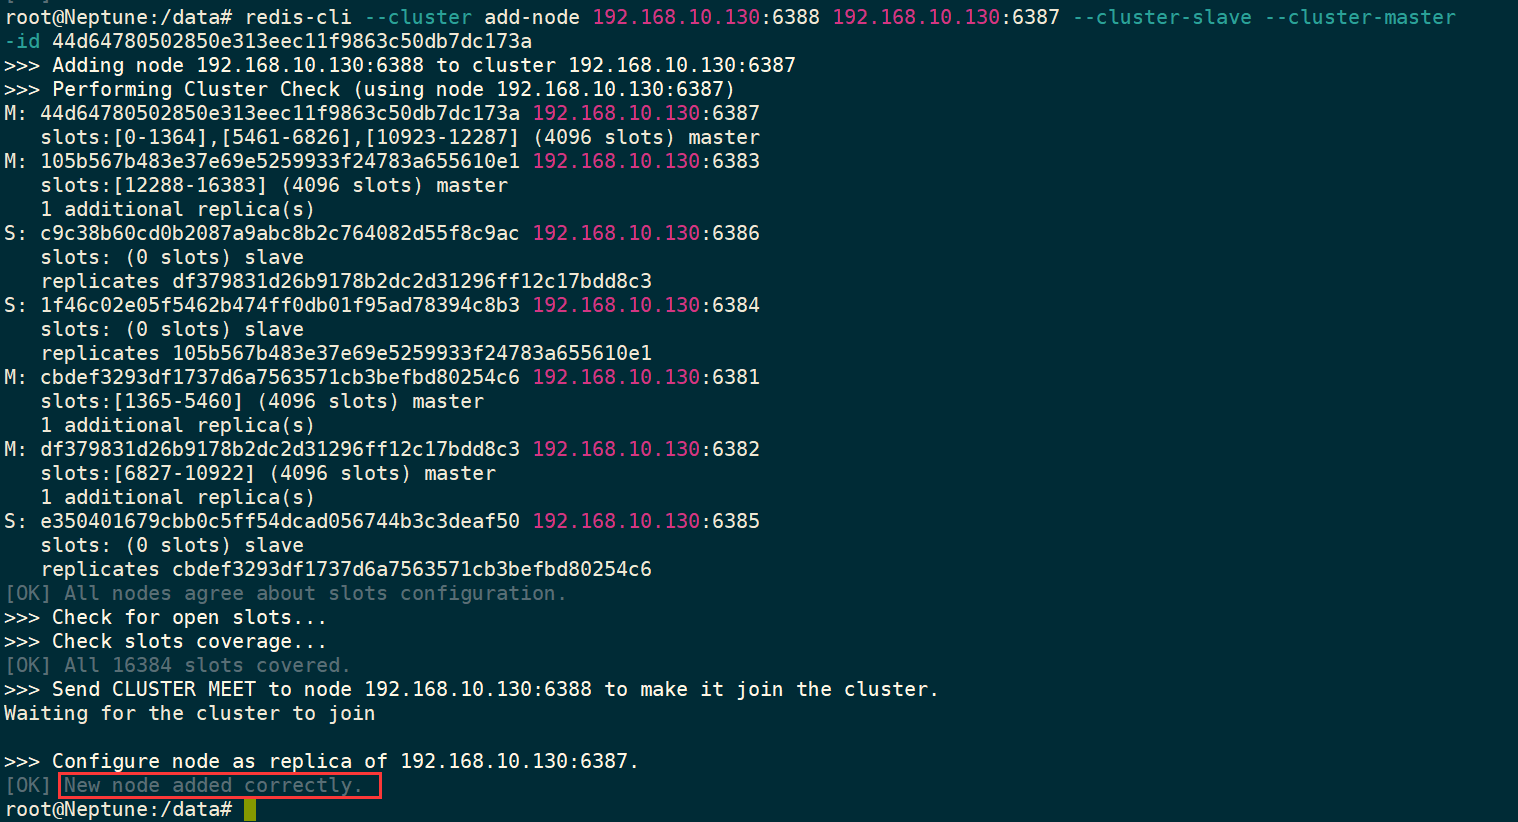 root@Neptune:/data# redis-cli --cluster add-node 192.168.10.130:6388 192.168.10.130:6387 --cluster-slave --cluster-master
-id 44d64780502850e313eec11f9863c50db7dc173a
>>> Adding node 192.168.10.130:6388 to cluster 192.168.10.130:6387
>>> Performing Cluster Check (using node 192.168.10.130:6387)
M: 44d64780502850e313eec11f9863c50db7dc173a 192.168.10.130:6387
   slots:[0-1364],[5461-6826],[10923-12287] (4096 slots) master
M: 105b567b483e37e69e5259933f24783a655610e1 192.168.10.130:6383
   slots:[12288-16383] (4096 slots) master
   1 additional replica(s)
S: c9c38b60cd0b2087a9abc8b2c764082d55f8c9ac 192.168.10.130:6386
   slots: (0 slots) slave
   replicates df379831d26b9178b2dc2d31296ff12c17bdd8c3
S: 1f46c02e05f5462b474ff0db01f95ad78394c8b3 192.168.10.130:6384
   slots: (0 slots) slave
   replicates 105b567b483e37e69e5259933f24783a655610e1
M: cbdef3293df1737d6a7563571cb3befbd80254c6 192.168.10.130:6381
   slots:[1365-5460] (4096 slots) master
   1 additional replica(s)
M: df379831d26b9178b2dc2d31296ff12c17bdd8c3 192.168.10.130:6382
   slots:[6827-10922] (4096 slots) master
   1 additional replica(s)
S: e350401679cbb0c5ff54dcad056744b3c3deaf50 192.168.10.130:6385
   slots: (0 slots) slave
   replicates cbdef3293df1737d6a7563571cb3befbd80254c6
[OK] All nodes agree about slots configuration.
>>> Check for open slots...
>>> Check slots coverage...
[OK] All 16384 slots covered.
>>> Send CLUSTER MEET to node 192.168.10.130:6388 to make it join the cluster.
Waiting for the cluster to join
>>> Configure node as replica of 192.168.10.130:6387.
[OK] New node added correctly.
root@Neptune:/data#